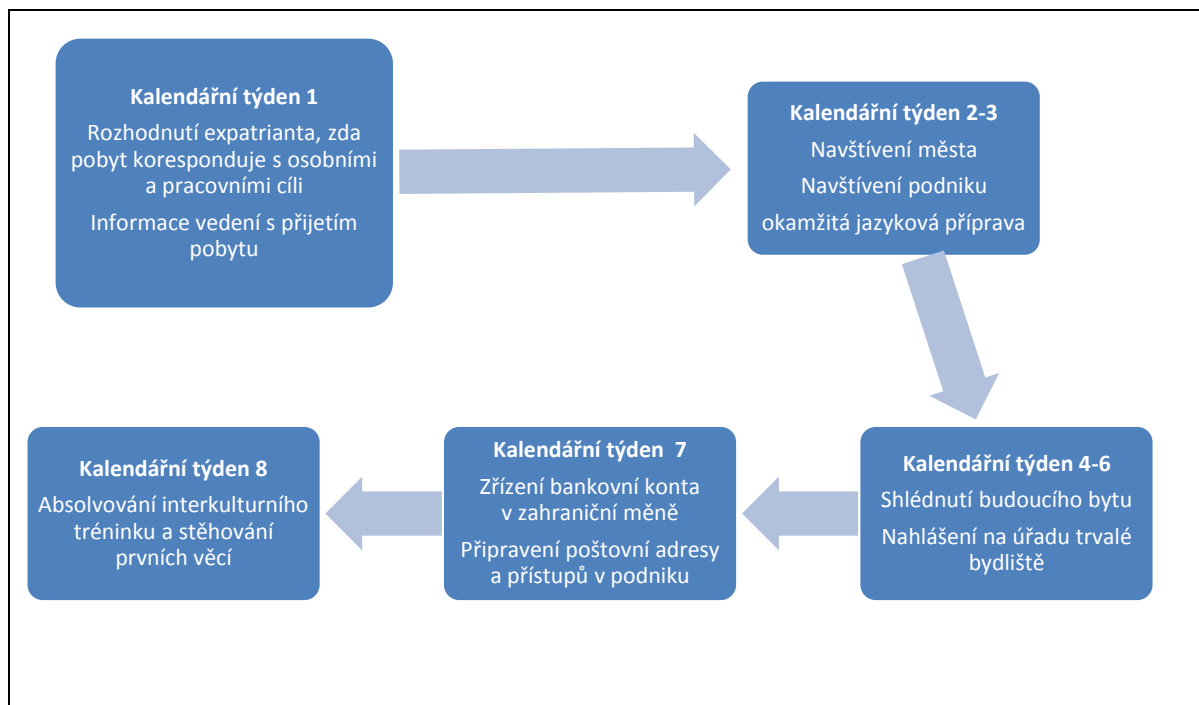 Kalendářní týden 1
Rozhodnutí expatrianta, zda
pobyt koresponduje s osobními
a pracovními cíli
Informace vedení s přijetím
pobytu
Kalendářní týden 2-3
Navštívení města
Navštívení podniku
okamžitá jazyková příprava
Kalendářní týden 4-6
Shlédnutí budoucího bytu
Nahlášení na úřadu trvalé
bydliště
Kalendářní týden  7
Zřízení bankovní konta
v zahraniční měně
Připravení poštovní adresy
a přístupů v podniku
Kalendářní týden 8
Absolvování interkulturního
tréninku a stěhování
prvních věcí